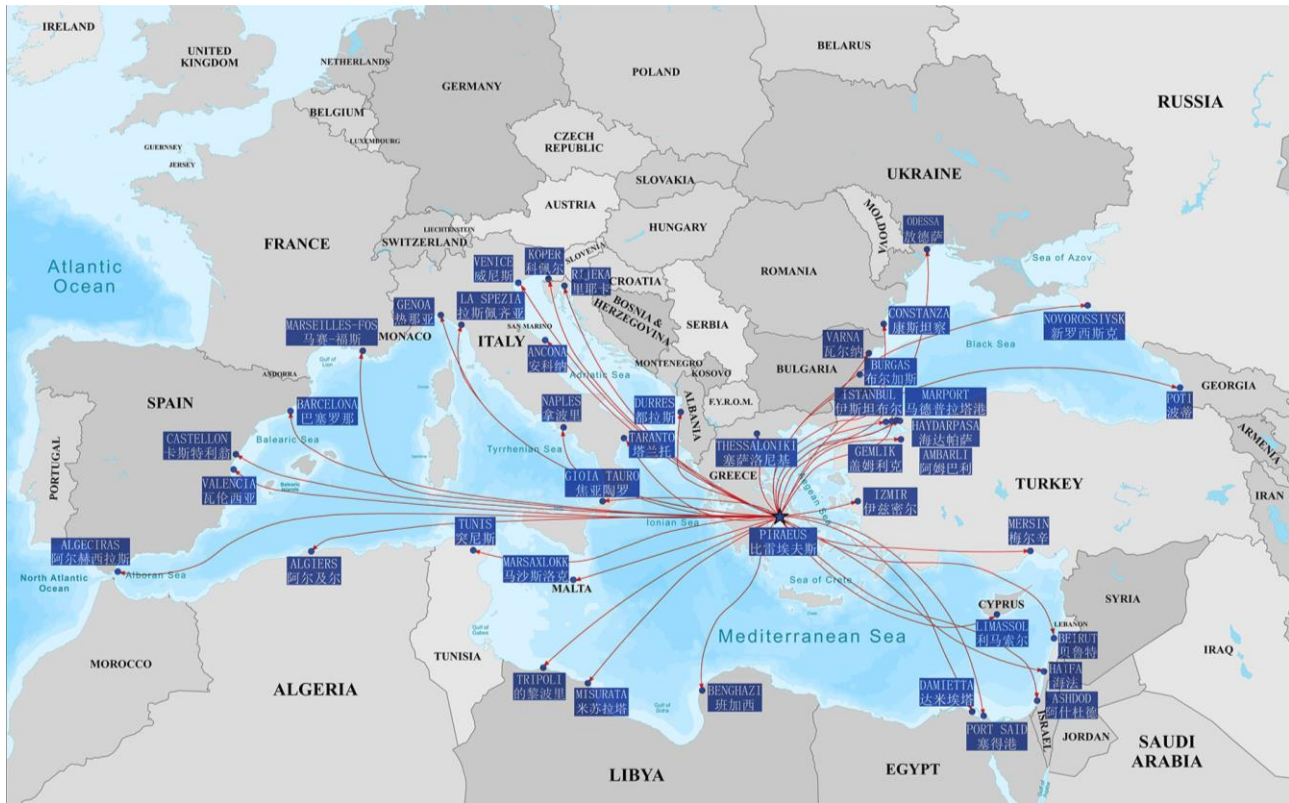 IRELAND
UNITED
KINGDOM
NETHERLANDS
BELGIUM
LUXEMBOURG
GUERNSEY
JERSEY
GERMANY
POLAND
BELARUS
RUSSIA
CZECH
REPUBLIC
SLOVAKIA
UKRAINE
AUSTRIA
LIECHTENSTEIN
SWITZERLAND
HUNGARY
MOLDOVA
FRANCE
SLOVENIA
CROATIA
ROMANIA
BOSNIA &
HERZEGOVINA
SERBIA
Atlantic
Ocean
ODESSA
敖德萨
Sea of Azov
VENICE
威尼斯
KOPER
科佩尔
RIJEKA
里耶卡
GENOA
热那亚
LA SPEZIA
拉斯佩齐亚
MARSEILLES-FOS
马赛-福斯
MONACO
SAN MARINO
ITALY
ANCONA
安科纳
Adriatic Sea
MONTENEGRO
KOSOVO
F.Y.R.O.M.
ALBANIA
CONSTANZA
康斯坦察
VARNA
瓦尔纳
BULGARIA
BURGAS
布尔加斯
Black Sea
NOVOROSSIYSK
新罗西斯克
GEORGIA
POTI
波蒂
ARMENIA
IRAN
Gulf of
Lion
ANDORRA
SPAIN
PORTUGAL
BARCELONA
巴塞罗那
Balearic Sea
CASTELLON
卡斯特利翁
VALENCIA
瓦伦西亚
Balearic
Islands
NAPLES
拿波里
Tyrrhenian Sea
DURRES
都拉斯
TARANTO
塔兰托
GIOIA TAURO
焦亚陶罗
Ionian Sea
THESSALONIKI
塞萨洛尼基
GREECE
Aegean Sea
ISTANBUL
伊斯坦布尔
MARPORT
马德普拉塔港
HAYDARPASA
海达帕萨
GEMLIK
盖姆利克
AMBARLI
阿姆巴利
TURKEY
IZMIR
伊兹密尔
PIRAEUS
比雷埃夫斯
MERSIN
梅尔辛
ALGECIRAS
阿尔赫西拉斯
North Atlantic
Ocean
Alboran Sea
ALGIERS
阿尔及尔
TUNIS
突尼斯
MARSAXLOKK
马沙斯洛克
MALTA
Sea of Crete
Mediterranean Sea
CYPRUS
LIMASSOL
利马索尔
SYRIA
LEBANON
BEIRUT
贝鲁特
HAIFA
海法
ASHDOD
阿什杜德
ISRAEL
JORDAN
IRAQ
SAUDI
ARABIA
MOROCCO
ALGERIA
TUNISIA
Gulf of
Gabes
TRIPOLI
的黎波里
MISURATA
米苏拉塔
BENGHAZI
班加西
DAMIETTA
达米埃塔
PORT SAID
塞得港
LIBYA
EGYPT